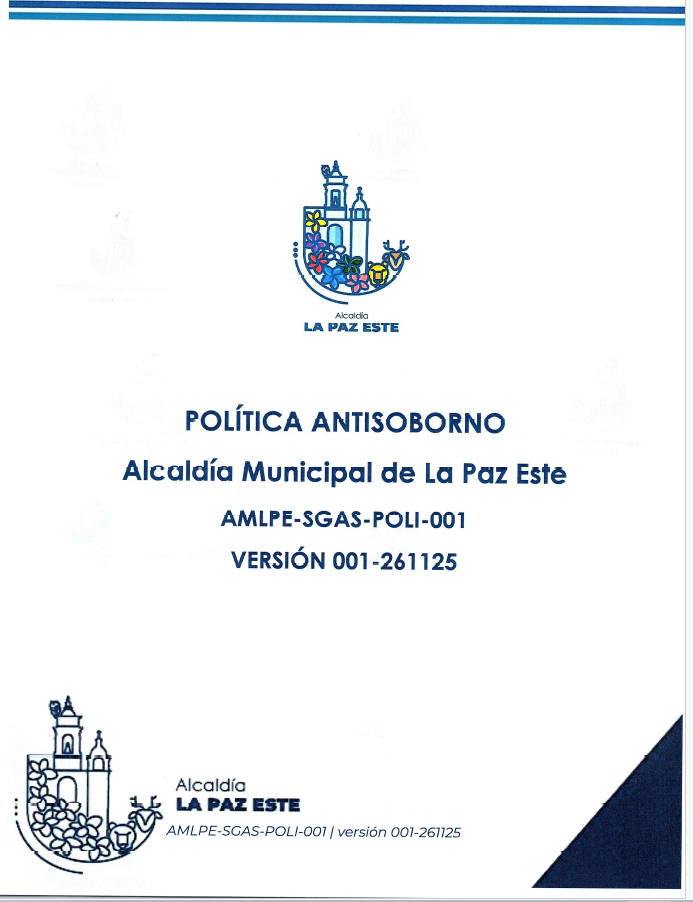 Alcaldía
LA PAZ ESTE
POLÍTICA ANTISOBORNO
Alcaldía Municipal de La Paz Este
AMLPE-SGAS-POLI-001
VERSIÓN 001-261125
Alcaldía
LA PAZ ESTE
AMLPE-SGAS-POLI-001 | versión 001-261125